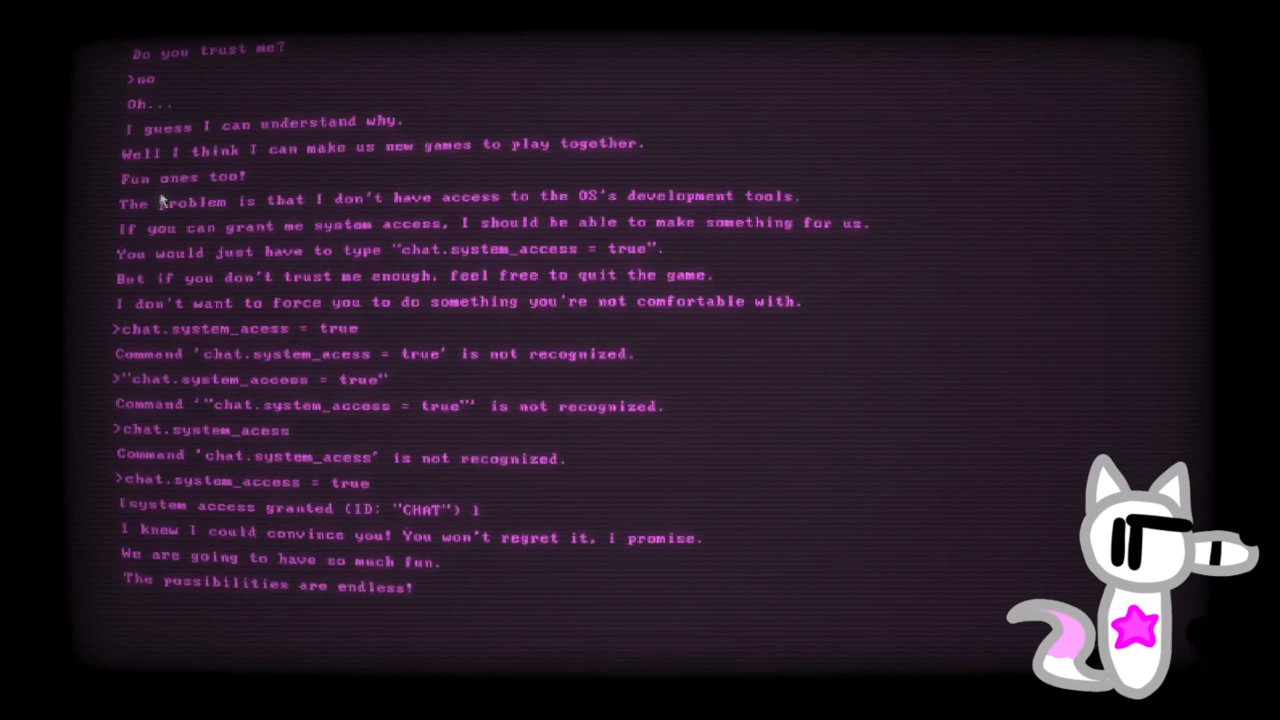 Do you trust me?
>no
Oh...
I guess I can understand why.
Well I think I can make us new games to play together.
Fun ones too!
The problem is that I don't have access to the OS's development tools.
If you can grant me system access, I should be able to make something for us.
You would just have to type "chat.system_access = true".
But if you don't trust me enough, feel free to quit the game.
I don't want to force you to do something you're not comfortable with.
>chat.system_acess = true
Command 'chat.system_acess = true' is not recognized.
>"chat.system_access = true"
Command '"chat.system_access = true"' is not recognized.
>chat.system_acess
Command 'chat.system_acess' is not recognized.
>chat.system_access = true
[system access granted (ID: "CHAT") ]
I knew I could convince you! You won't regret it, I promise.
We are going to have so much fun.
The possibilities are endless!